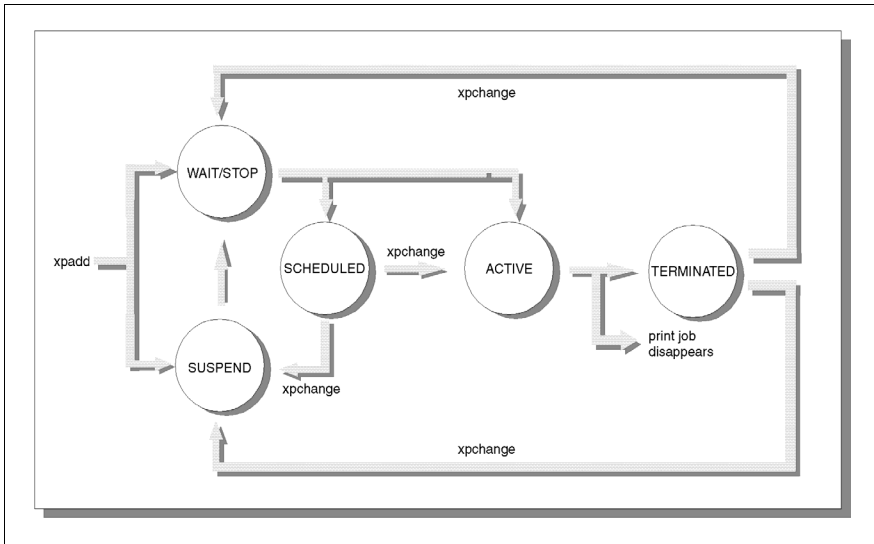 xpchange
WAIT/STOP
xpadd
xpchange
SCHEDULED
ACTIVE
TERMINATED
print job
disappears
SUSPEND
xpchange
xpchange